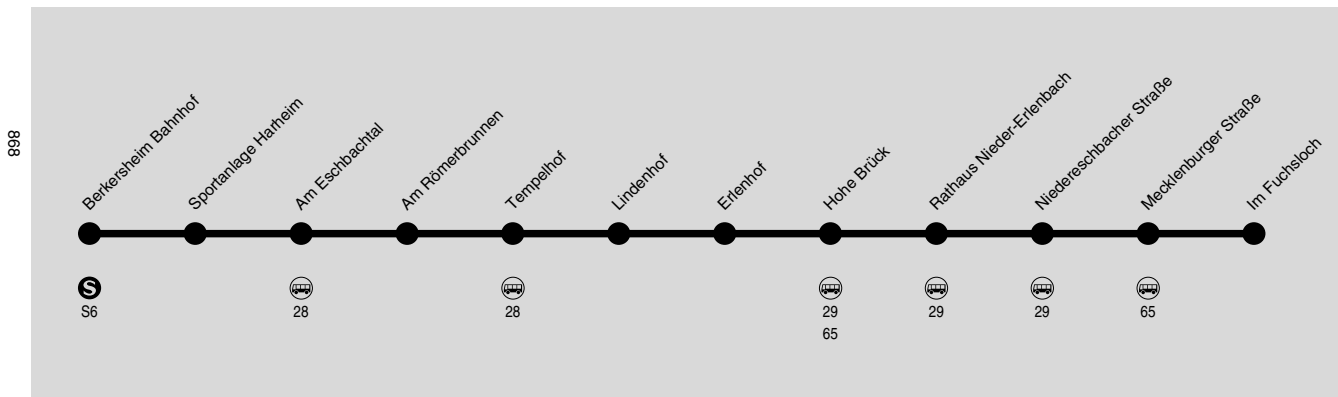 868
Berkersheim Bahnhof
Sportanlage Harheim
Am Eschbachtal
Am Römerbrunnen
Tempelhof
Lindenhof
Erlenhof
Hohe Brück
Rathaus Nieder-Erlenbach
Niedereschbacher Straße
Mecklenburger Straße
Im Fuchsloch
S
S6
28
28
29
65
29
29
65